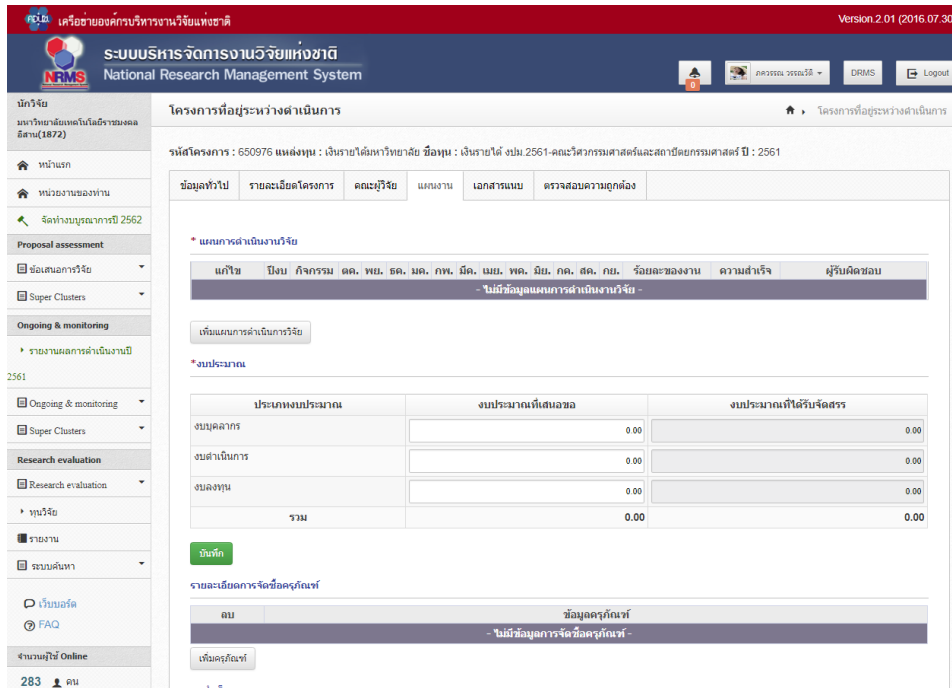 เครือข่ายองค์กรบริหารงานวิจัยแห่งชาติ
Version.2.01 (2016.07.30
NRMS
ระบบบริหารจัดการงานวิจัยแห่งชาติ
National Research Management System
0
ภควรรณ วรรณวัติ
DRMS
Logout
นักวิจัย
มหาวิทยาลัยเทคโนโลยีราชมงคล
อีสาน(1872)
หน้าแรก
หน่วยงานของท่าน
จัดทำงบบูรณาการปี 2562
Proposal assessment
ข้อเสนอการวิจัย
Super Clusters
Ongoing & monitoring
รายงานผลการดำเนินงานปี
2561
Ongoing & monitoring
Super Clusters
Research evaluation
Research evaluation
ทุนวิจัย
รายงาน
ระบบค้นหา
เว็บบอร์ด
FAQ
จำนวนผู้ใช้ Online
283 คน
โครงการที่อยู่ระหว่างดำเนินการ
โครงการที่อยู่ระหว่างดำเนินการ
รหัสโครงการ : 650976 แหล่งทุน : เงินรายได้มหาวิทยาลัย ชื่อทุน : เงินรายได้ งปม.2561-คณะวิศวกรรมศาสตร์และสถาปัตยกรรมศาสตร์ ปี : 2561
ข้อมูลทั่วไป รายละเอียดโครงการ คณะผู้วิจัย แผนงาน เอกสารแนบ ตรวจสอบความถูกต้อง
* แผนการดำเนินงานวิจัย
แก้ไข ปีงบ กิจกรรม ตค. พย. ธค. มค. กพ. มีค. เมย. พค. มิย. กค. สค. กย. ร้อยละของงาน ความสำเร็จ ผู้รับผิดชอบ
- ไม่มีข้อมูลแผนการดำเนินงานวิจัย -
เพิ่มแผนการดำเนินการวิจัย
*งบประมาณ
ประเภทงบประมาณ งบประมาณที่เสนอขอ งบประมาณที่ได้รับจัดสรร
งบบุคลากร 0.00 0.00
งบดำเนินการ 0.00 0.00
งบลงทุน 0.00 0.00
รวม 0.00 0.00
บันทึก
รายละเอียดการจัดซื้อครุภัณฑ์
ลบ ข้อมูลครุภัณฑ์
- ไม่มีข้อมูลการจัดซื้อครุภัณฑ์ -
เพิ่มครุภัณฑ์